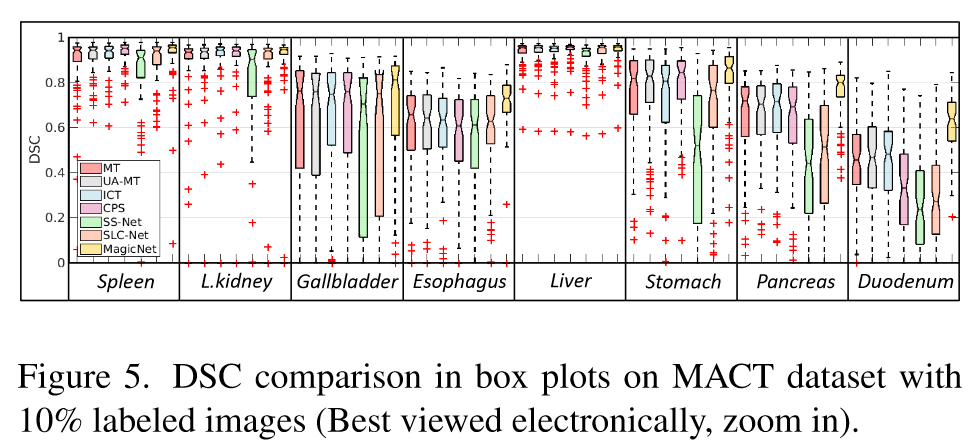 1
0.8
0.6
0.4
0.2
0
DSC
MT
UA-MT
ICT
CPS
SS-Net
SLC-Net
MagicNet
Spleen L.kidney Gallbladder Esophagus Liver Stomach Pancreas Duodenum
Figure 5. DSC comparison in box plots on MACT dataset with
10% labeled images (Best viewed electronically, zoom in).